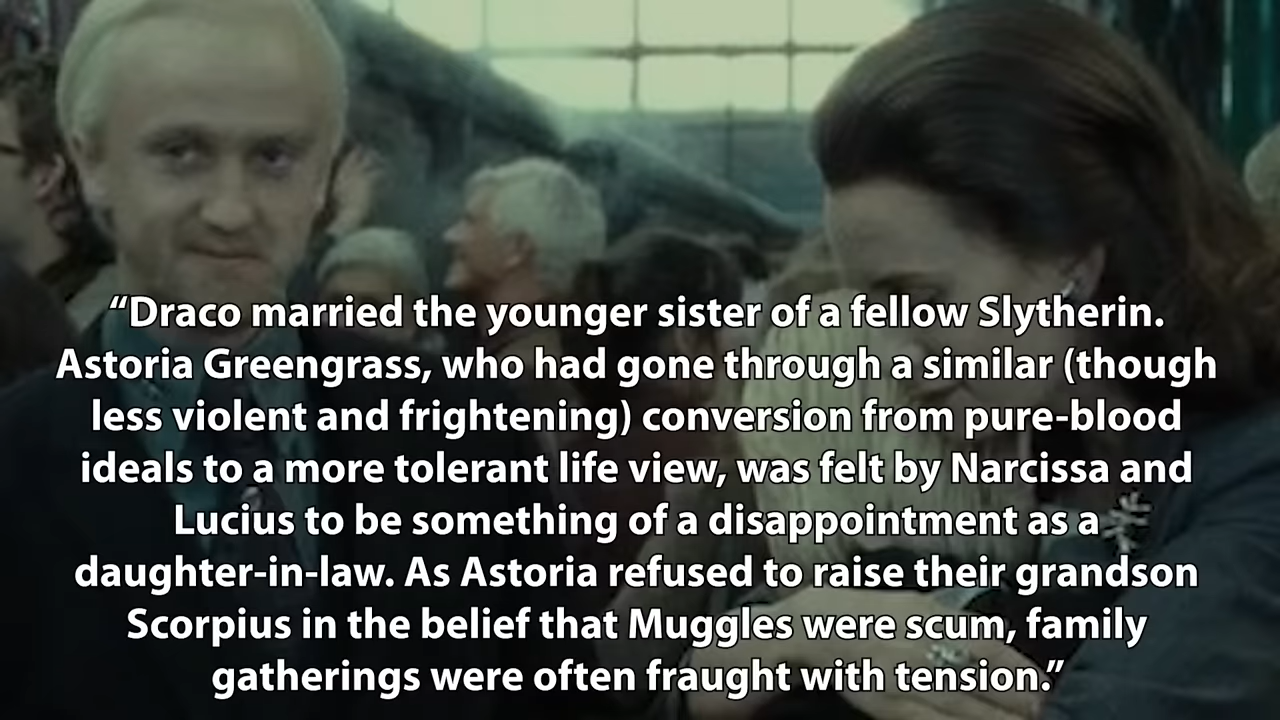 “Draco married the younger sister of a fellow Slytherin.
Astoria Greengrass, who had gone through a similar (though
less violent and frightening) conversion from pure-blood
ideals to a more tolerant life view, was felt by Narcissa and
Lucius to be something of a disappointment as a
daughter-in-law. As Astoria refused to raise their grandson
Scorpius in the belief that Muggles were scum, family
gatherings were often fraught with tension.”